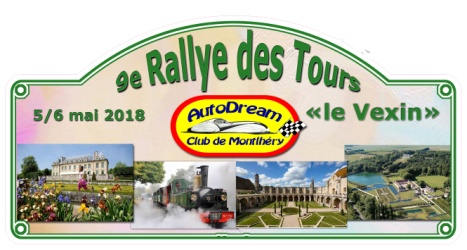 9e Rallye des Tours
5/6 mai 2018
AutoDream
Club de Montlhéry
«le Vexin»